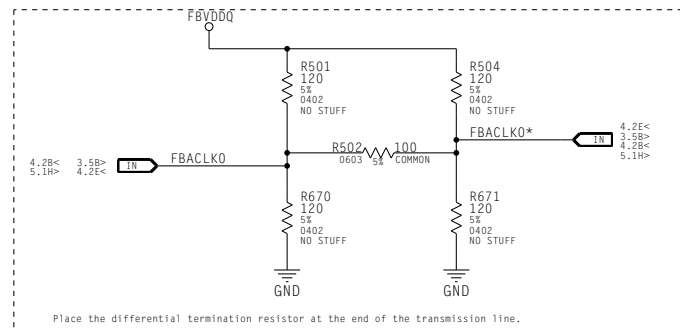 FBVDDQ
R501
120
5%
0402
NO STUFF
R504
120
5%
0402
NO STUFF
4.2B< 3.5B>
5.1H> 4.2E<
IN
FBACLK0
R502 100
0603 5% COMMON
FBACLK0*
IN
4.2E<
3.5B>
4.2B<
5.1H>
R670
120
5%
0402
NO STUFF
R671
120
5%
0402
NO STUFF
GND
GND
Place the differential termination resistor at the end of the transmission line.